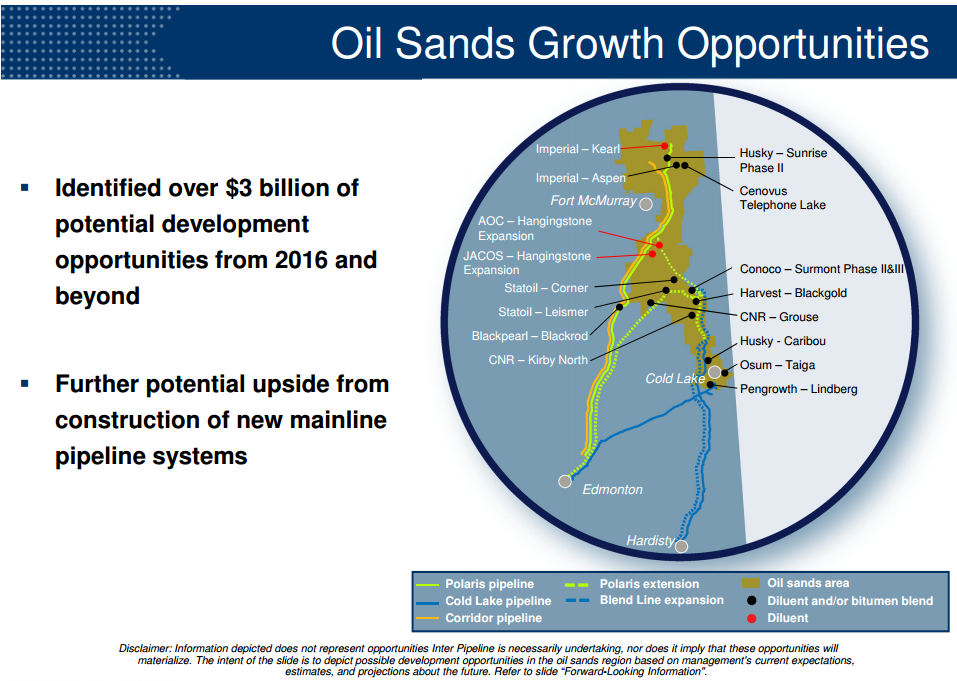 Oil Sands Growth Opportunities
Identified over $3 billion of
potential development
opportunities from 2016 and
beyond
Further potential upside from
construction of new mainline
pipeline systems
Imperial – Kearl
Imperial – Aspen
Fort McMurray
AOC – Hangingstone
Expansion
JACOS – Hangingstone
Expansion
Statoil – Corner
Statoil – Leismer
Blackpearl – Blackrod
CNR – Kirby North
Husky – Sunrise
Phase II
Cenovus
Telephone Lake
Conoco – Surmont Phase II&III
Harvest – Blackgold
CNR – Grouse
Husky - Caribou
Osum – Taiga
Cold Lake
Pengrowth – Lindberg
Edmonton
Hardisty
Polaris pipeline
Cold Lake pipeline
Corridor pipeline
Polaris extension
Blend Line expansion
Oil sands area
Diluent and/or bitumen blend
Diluent
Disclaimer: Information depicted does not represent opportunities Inter Pipeline is necessarily undertaking, nor does it imply that these opportunities will
materialize. The intent of the slide is to depict possible development opportunities in the oil sands region based on management's current expectations,
estimates, and projections about the future. Refer to slide “Forward-Looking Information”.